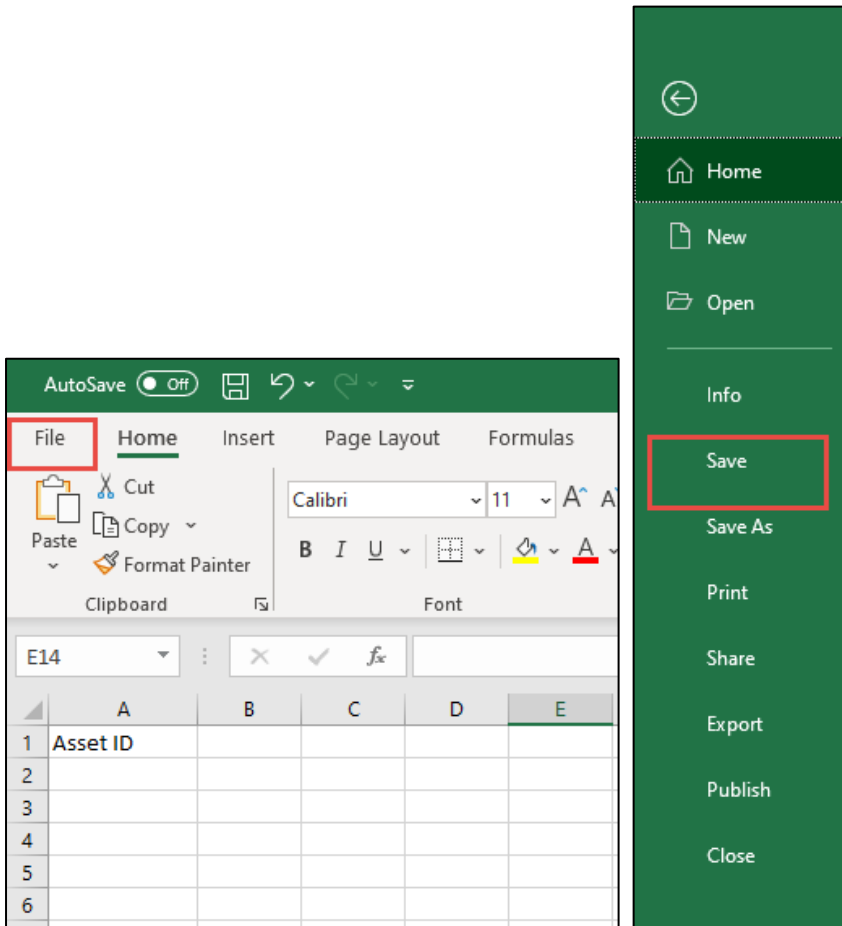 AutoSave Off
File Home Insert Page Layout Formulas
Cut
Copy
Format Painter
Paste
Clipboard
Calibri 11 A A
B I U A
Font
E14 fx
A B C D E
1 Asset ID
2
3
4
5
6
Home
New
Open
Info
Save
Save As
Print
Share
Export
Publish
Close